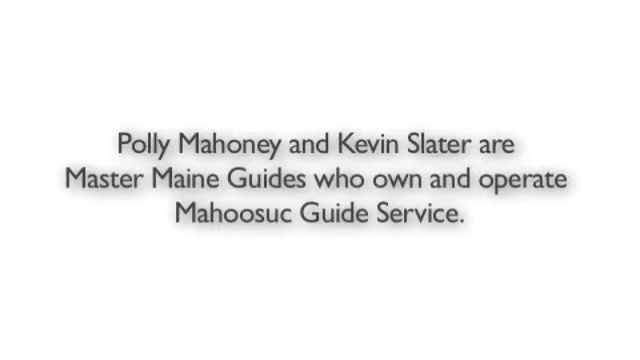 Polly Mahoney and Kevin Slater are
Master Maine Guides who own and operate
Mahoosuc Guide Service.